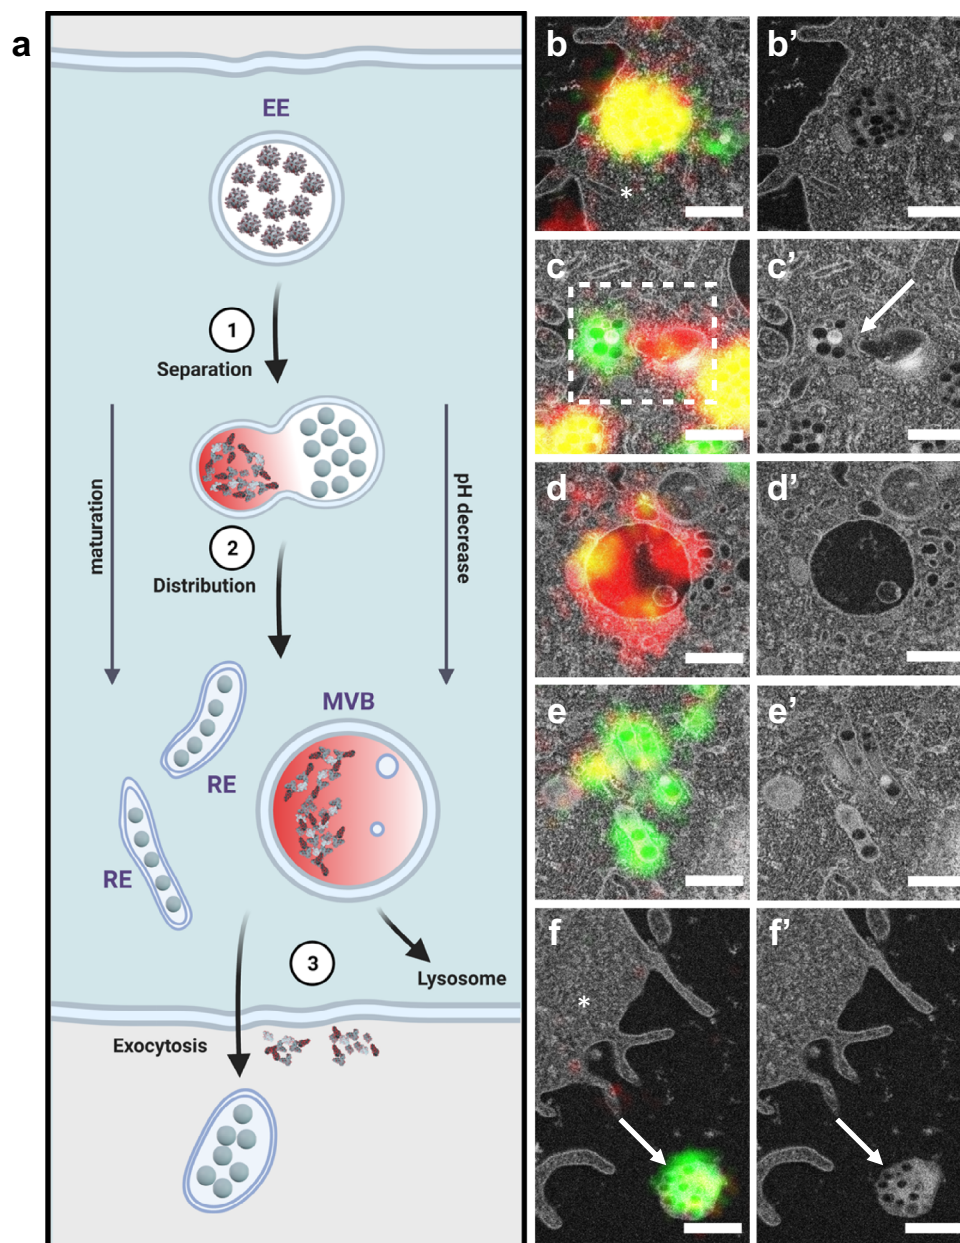 a
EE
1
Separation
maturation
pH decrease
2
Distribution
MVB
RE
RE
3
Lysosome
Exocytosis
b
b’
*
c
c’
d
d’
e
e’
f
f’
*